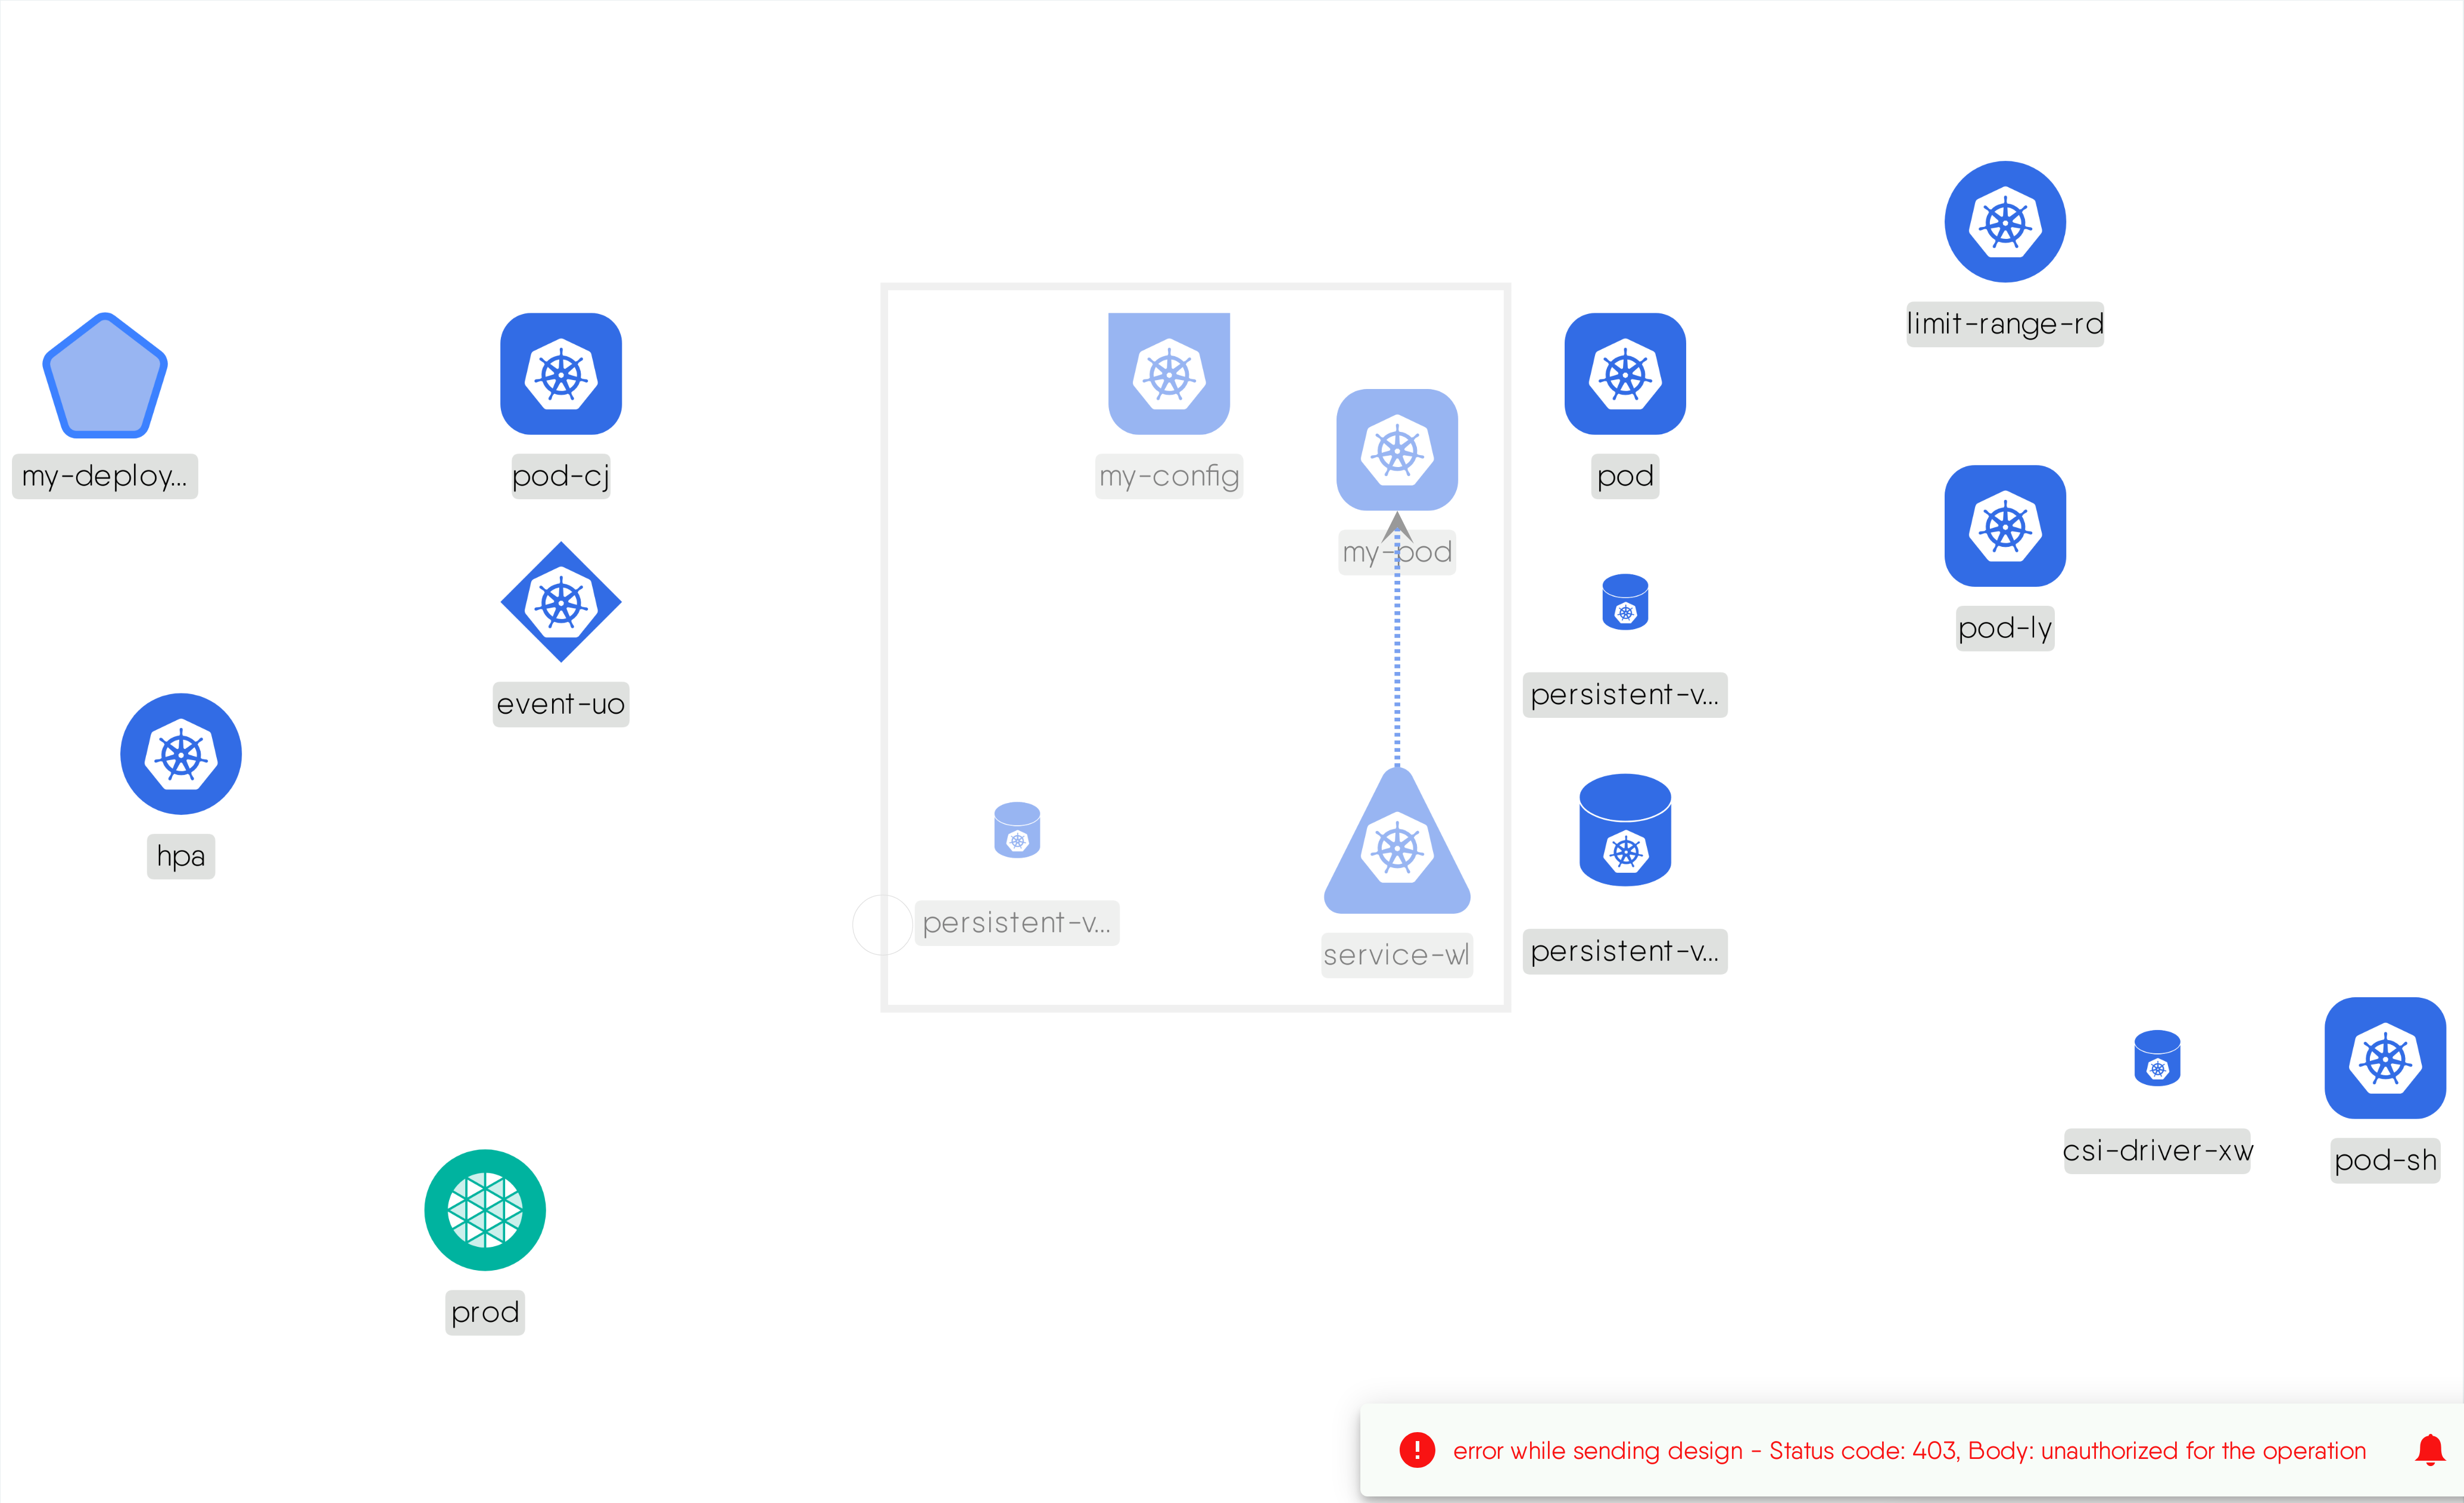 limit-range-rd
my-deploy...
pod-cj
my-config
pod
my-pod
pod-ly
event-uo
persistent-v...
hpa
persistent-v...
service-wl
persistent-v...
csi-driver-xw
pod-sh
prod
error while sending design - Status code: 403, Body: unauthorized for the operation